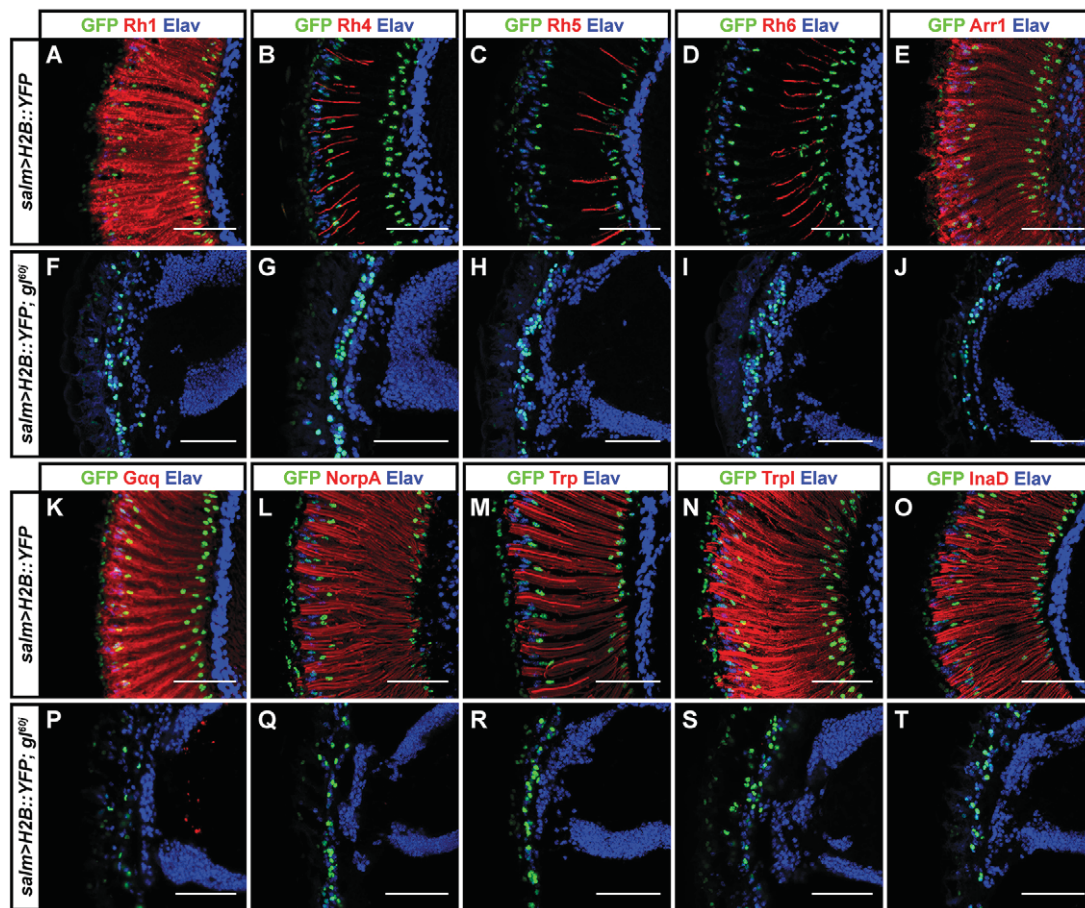 GFP Rh1 Elav
GFP Rh4 Elav
GFP Rh5 Elav
GFP Rh6 Elav
GFP Arr1 Elav
salm>H2B::YFP
A
B
C
D
E
salm>H2B::YFP; gl⁶⁰ʲ
F
G
H
I
J
GFP Gαq Elav
GFP NorpA Elav
GFP Trp Elav
GFP Trpl Elav
GFP InaD Elav
salm>H2B::YFP
K
L
M
N
O
salm>H2B::YFP; gl⁶⁰ʲ
P
Q
R
S
T